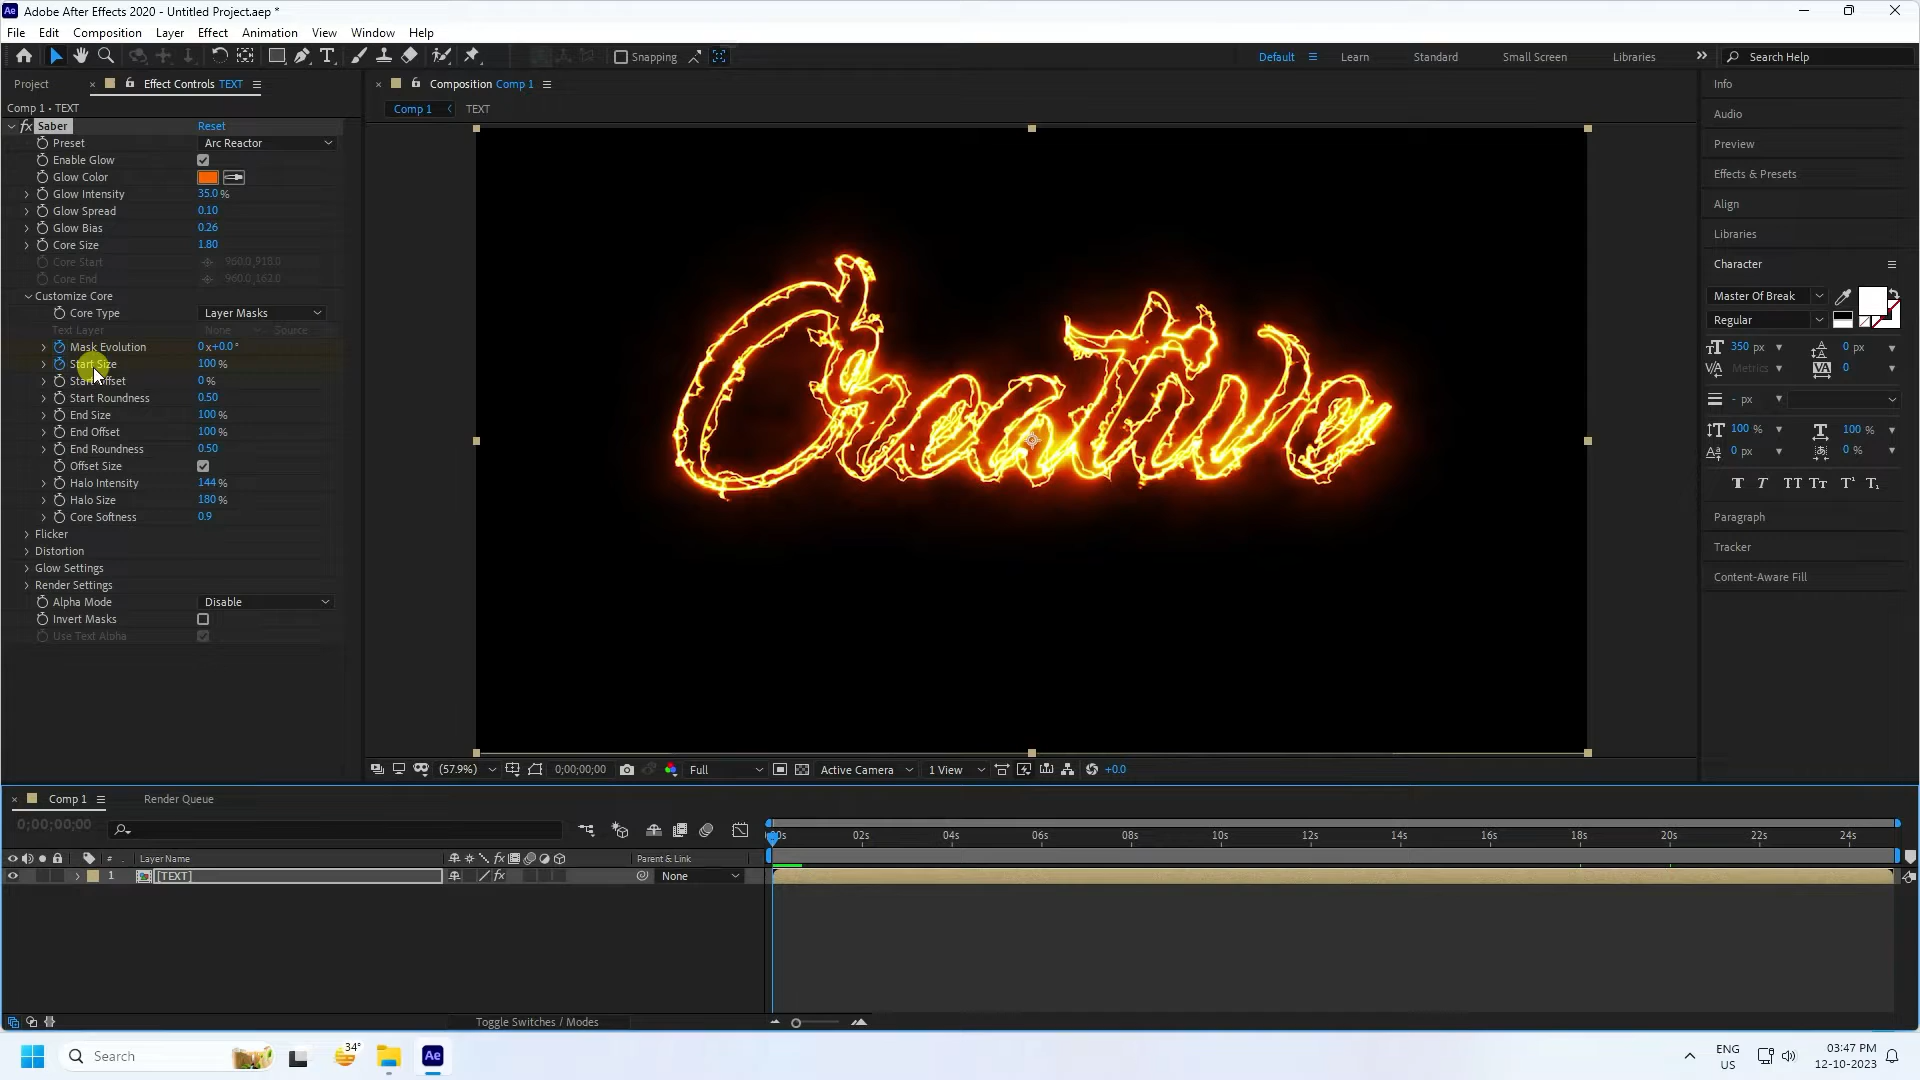 Adobe After Effects 2020 - Untitled Project.aep *
File Edit Composition Layer Effect Animation View Window Help
Snapping Default Learn Standard Small Screen Libraries Search Help
Project Effect Controls TEXT Composition Comp 1
Comp 1 • TEXT
Comp 1 TEXT
fx Saber Reset
Preset Arc Reactor
Enable Glow
Glow Color
Glow Intensity 35.0 %
Glow Spread 0.10
Glow Bias 0.26
Core Size 1.80
Core Start 960.0,918.0
Core End 960.0,162.0
Customize Core
Core Type Layer Masks
Text Layer None Source
Mask Evolution 0 x+0.0 °
Start Size 100 %
Start Offset 0 %
Start Roundness 0.50
End Size 100 %
End Offset 100 %
End Roundness 0.50
Offset Size
Halo Intensity 144 %
Halo Size 180 %
Core Softness 0.9
Flicker
Distortion
Glow Settings
Render Settings
Alpha Mode Disable
Invert Masks
Use Text Alpha
Creative
(57.9%) 0;00;00;00 Full Active Camera 1 View +0.0
Info
Audio
Preview
Effects & Presets
Align
Libraries
Character
Master Of Break
Regular
350 px 0 px
Metrics 0
- px
100 % 100 %
0 px 0 %
T T TT Tt T¹ T₁
Paragraph
Tracker
Content-Aware Fill
Comp 1 Render Queue
0;00;00;00
:00s 02s 04s 06s 08s 10s 12s 14s 16s 18s 20s 22s 24s
# Layer Name fx Parent & Link
1 [TEXT] fx None
Toggle Switches / Modes
Search 34° Ae
ENG
US
03:47 PM
12-10-2023